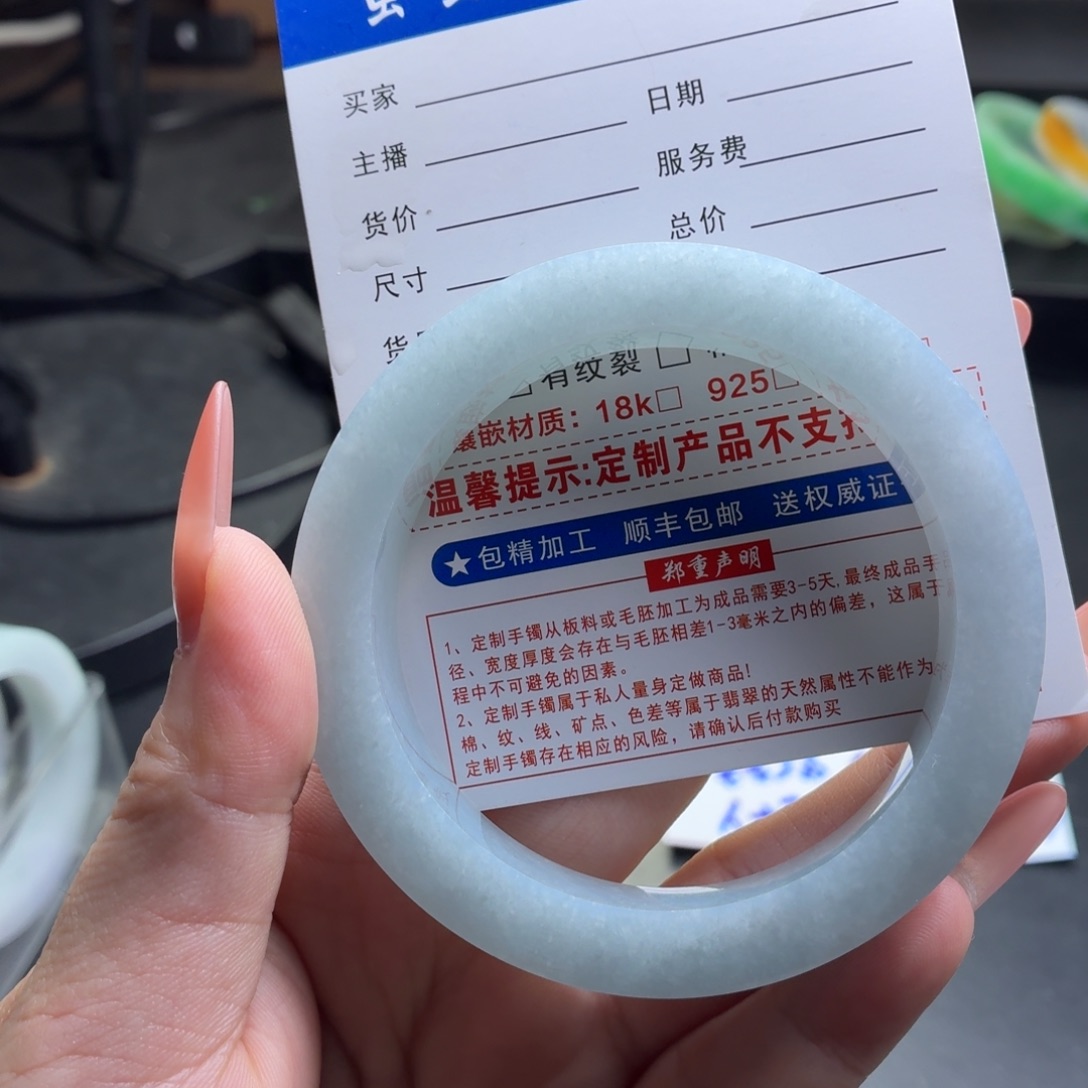 买家 日期
主播 服务费
货价 总价
尺寸
货
有纹裂 □
镶嵌材质：18k□ 925□
温馨提示:定制产品不支持
★包精加工 顺丰包邮 送权威证
郑重声明
1、定制手镯从板料或毛胚加工为成品需要3-5天,最终成品手
径、宽度厚度会存在与毛胚相差1-3毫米之内的偏差，这属于
程中不可避免的因素。
2、定制手镯属于私人量身定做商品!
棉、纹、线、矿点、色差等属于翡翠的天然属性不能作为
定制手镯存在相应的风险，请确认后付款购买